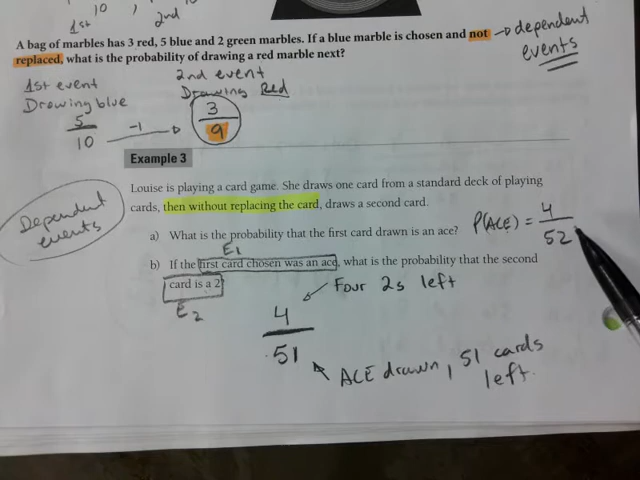 10
1st
2nd
A bag of marbles has 3 red, 5 blue and 2 green marbles. If a blue marble is chosen and not
replaced, what is the probability of drawing a red marble next?
dependent
events
1st event
Drawing blue
5
10
-1
2nd event
Drawing Red
3
9
Example 3
Dependent
events
Louise is playing a card game. She draws one card from a standard deck of playing
cards, then without replacing the card, draws a second card.
a) What is the probability that the first card drawn is an ace? P(ACE) = 4
52
E1
b) If the first card chosen was an ace, what is the probability that the second
card is a 2?
E2
Four 2s left
4
51
ACE drawn, 51 cards
left.